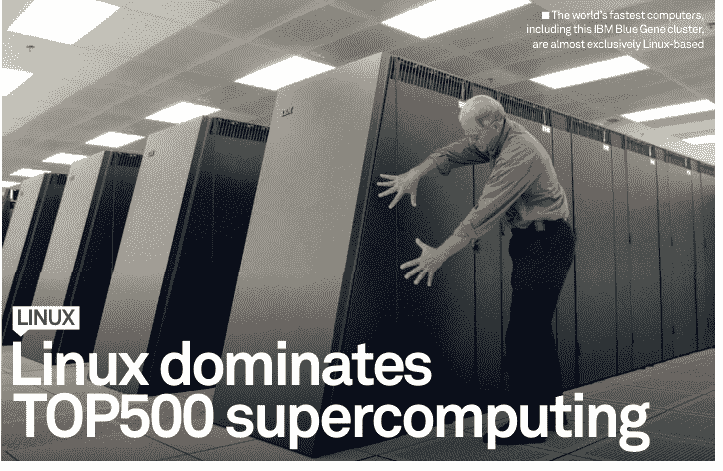 ■ The world's fastest computers,
including this IBM Blue Gene cluster,
are almost exclusively Linux-based
LINUX
Linux dominates
TOP500 supercomputing